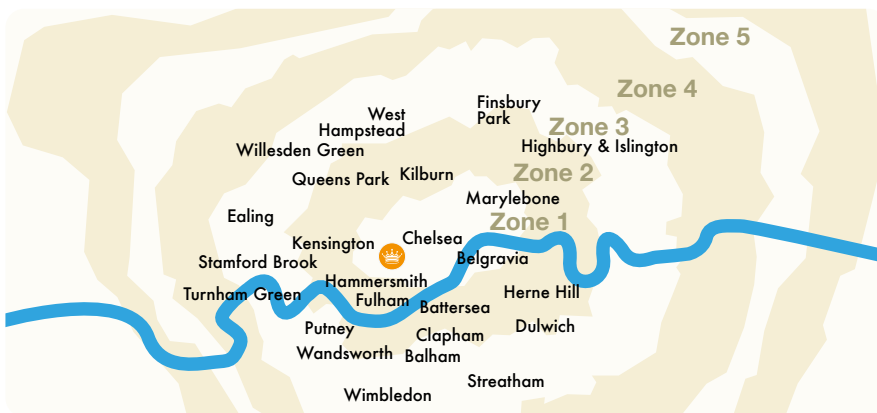 Zone 5
Zone 4
Finsbury
Park
West
Hampstead
Zone 3
Highbury & Islington
Willesden Green
Zone 2
Kilburn
Queens Park
Marylebone
Ealing
Zone 1
Chelsea
Kensington
Belgravia
Stamford Brook
Hammersmith
Turnham Green
Herne Hill
Fulham
Battersea
Dulwich
Putney
Clapham
Wandsworth
Balham
Streatham
Wimbledon